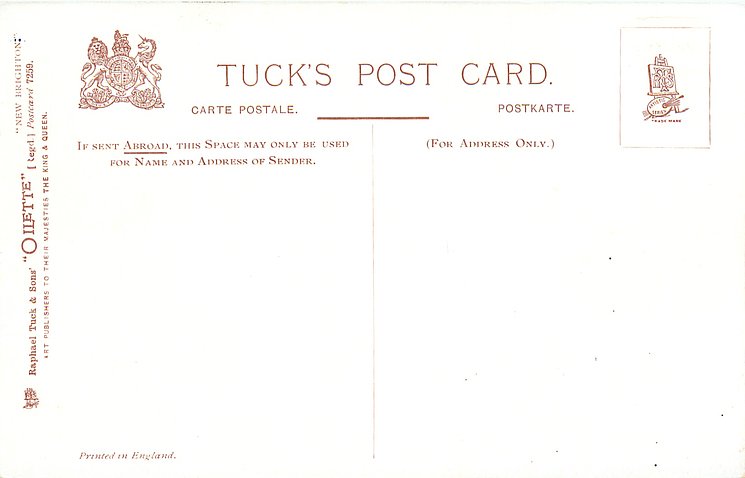 TUCK'S POST CARD.
CARTE POSTALE.
POSTKARTE.
IF SENT ABROAD, THIS SPACE MAY ONLY BE USED
FOR NAME AND ADDRESS OF SENDER.
(FOR ADDRESS ONLY.)
TRADE MARK
"NEW BRIGHTON."
Raphael Tuck & Sons' "OILETTE" [Regd.] Postcard 7259.
ART PUBLISHERS TO THEIR MAJESTIES THE KING & QUEEN.
Printed in England.